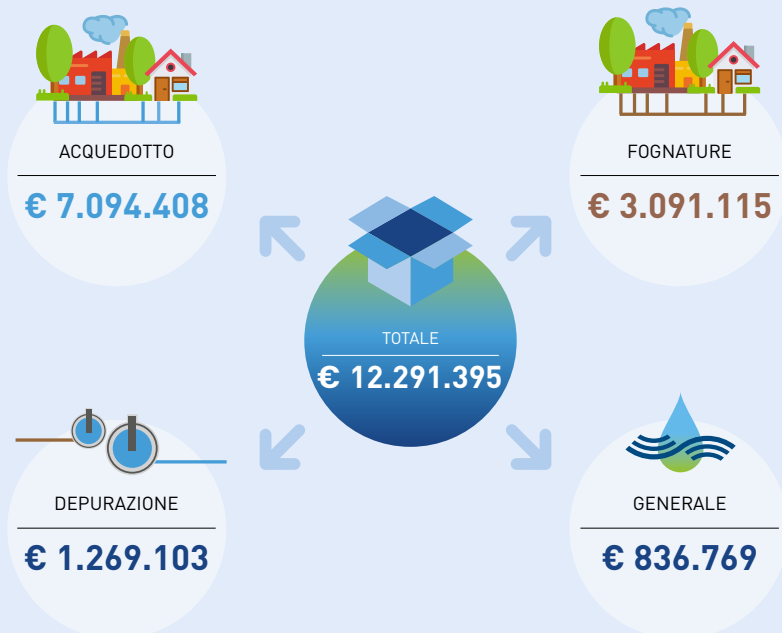 ACQUEDOTTO
€ 7.094.408
FOGNATURE
€ 3.091.115
TOTALE
€ 12.291.395
DEPURAZIONE
€ 1.269.103
GENERALE
€ 836.769